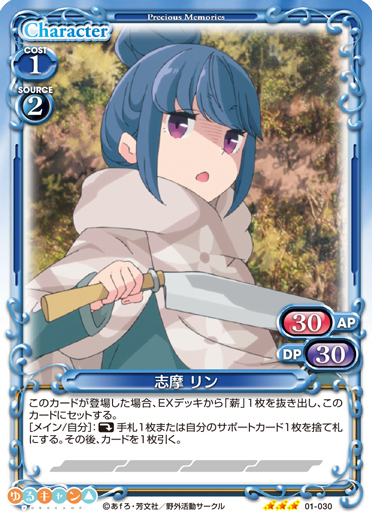 Precious Memories
Character
COST
1
SOURCE
2
30 AP
DP 30
志摩 リン
このカードが登場した場合、EXデッキから「薪」1枚を抜き出し、この
カードにセットする。
[メイン/自分]: 手札1枚または自分のサポートカード1枚を捨て札
にする。その後、カードを1枚引く。
ゆるキャン△
©あfろ・芳文社／野外活動サークル
01-030